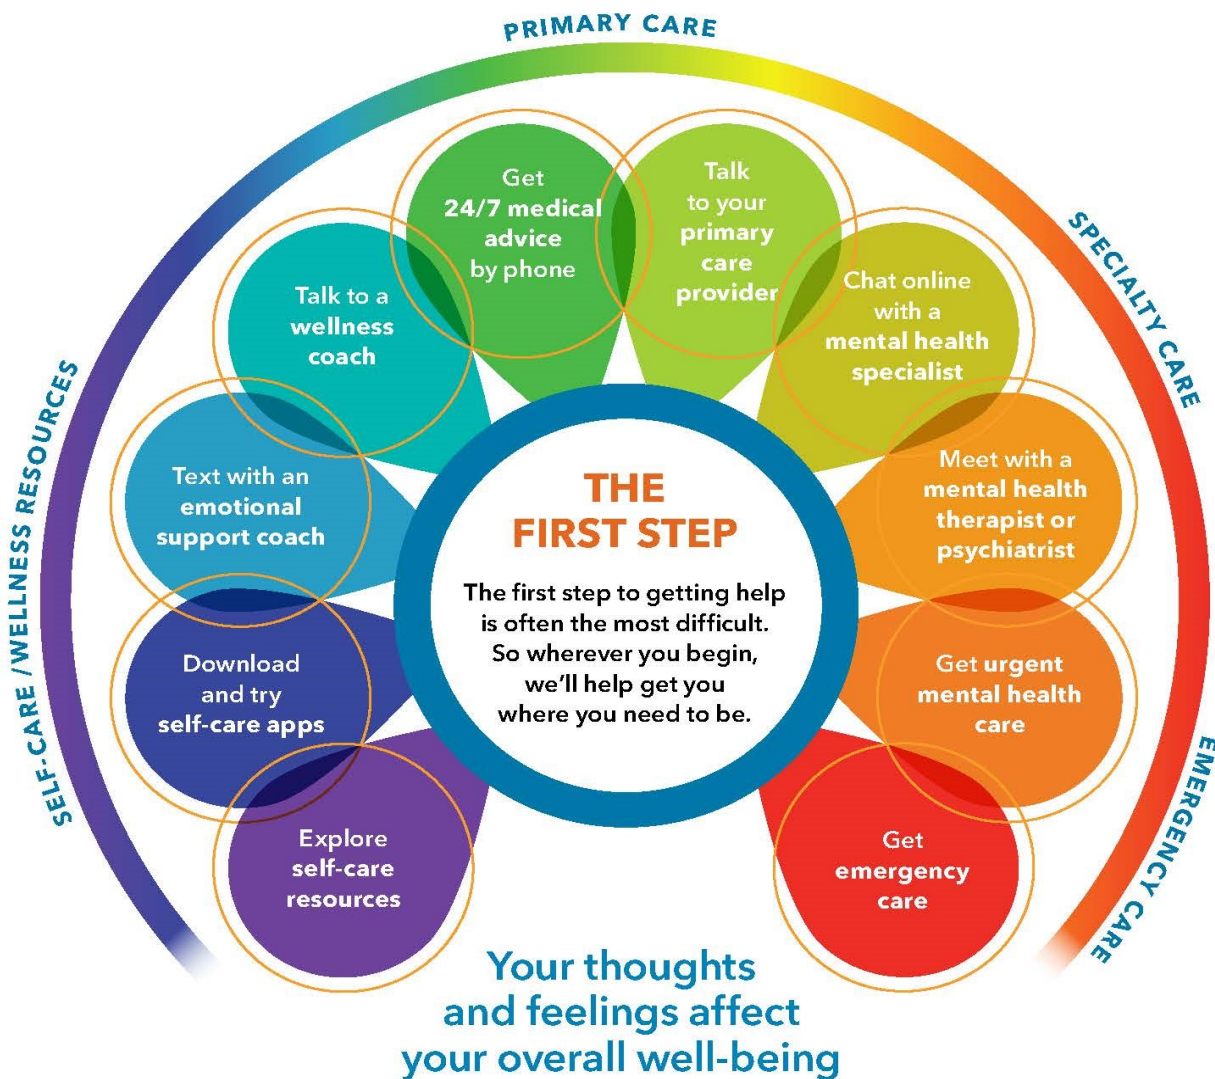 PRIMARY CARE
SPECIALTY CARE
EMERGENCY CARE
SELF-CARE /WELLNESS RESOURCES
Get
24/7 medical
advice
by phone
Talk
to your
primary
care
provider
Talk to a
wellness
coach
Chat online
with a
mental health
specialist
Text with an
emotional
support coach
Meet with a
mental health
therapist or
psychiatrist
THE
FIRST STEP
The first step to getting help
is often the most difficult.
So wherever you begin,
we'll help get you
where you need to be.
Download
and try
self-care apps
Get urgent
mental health
care
Explore
self-care
resources
Get
emergency
care
Your thoughts
and feelings affect
your overall well-being